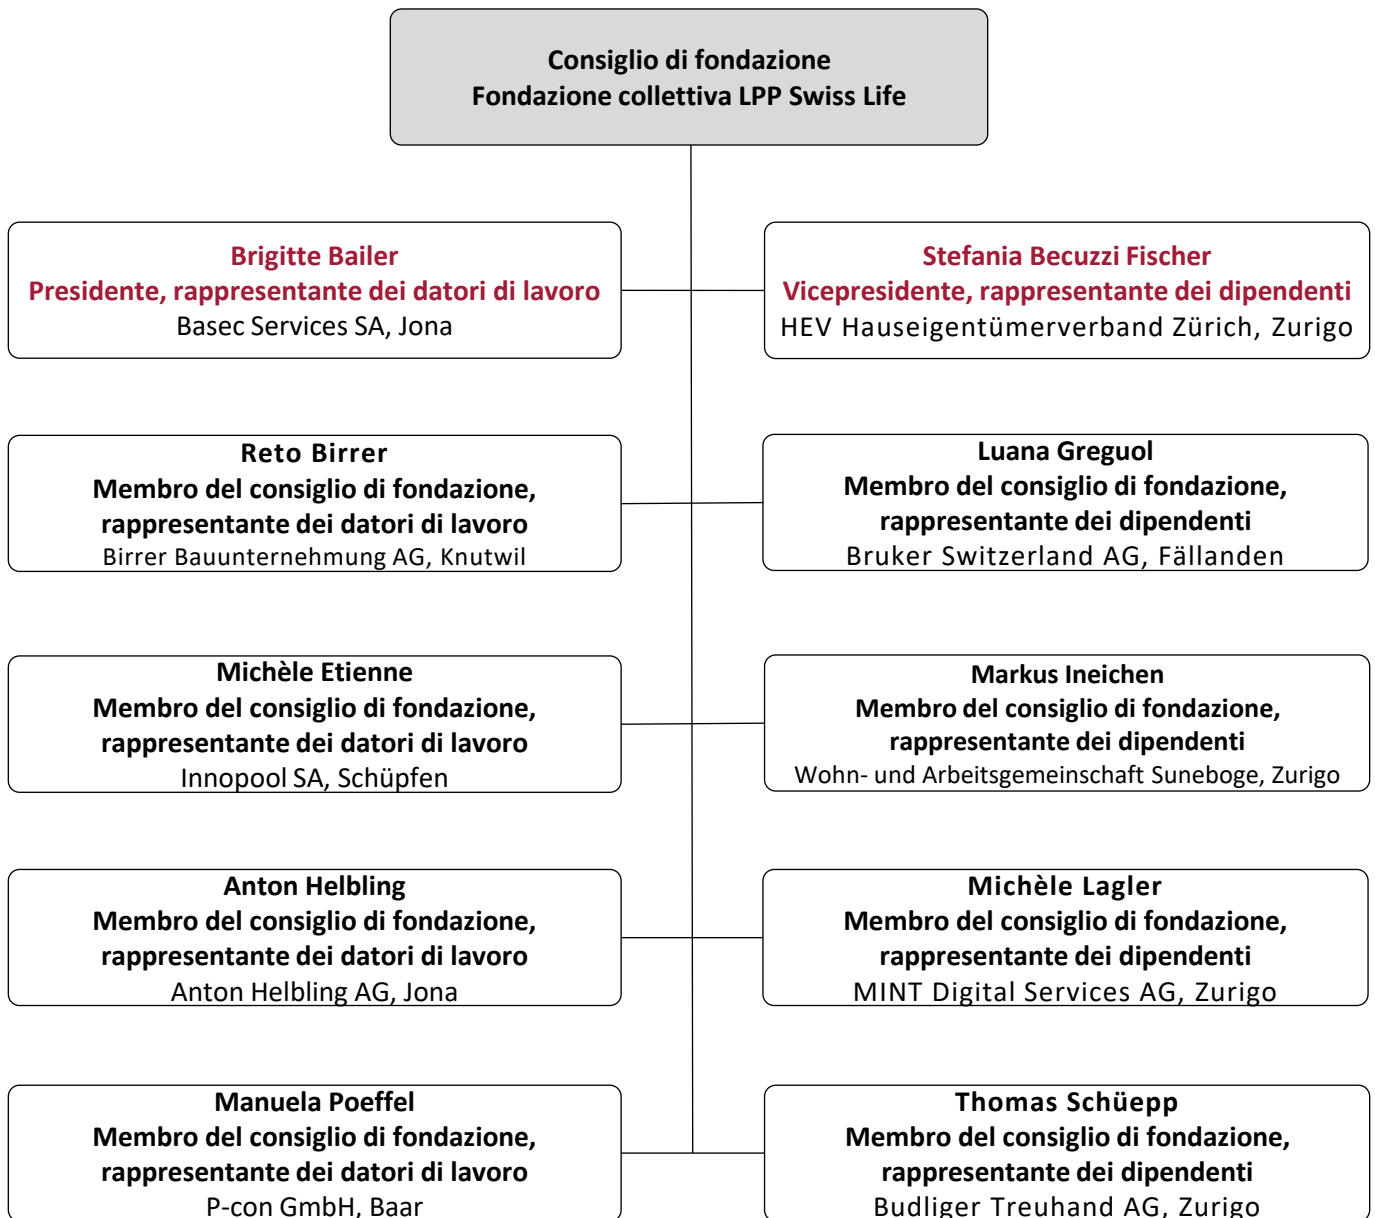 Consiglio di fondazione
Fondazione collettiva LPP Swiss Life
Brigitte Bailer
Presidente, rappresentante dei datori di lavoro
Basec Services SA, Jona
Stefania Becuzzi Fischer
Vicepresidente, rappresentante dei dipendenti
HEV Hauseigentümerverband Zürich, Zurigo
Reto Birrer
Membro del consiglio di fondazione,
rappresentante dei datori di lavoro
Birrer Bauunternehmung AG, Knutwil
Luana Greguol
Membro del consiglio di fondazione,
rappresentante dei dipendenti
Bruker Switzerland AG, Fällanden
Michèle Etienne
Membro del consiglio di fondazione,
rappresentante dei datori di lavoro
Innopool SA, Schüpfen
Markus Ineichen
Membro del consiglio di fondazione,
rappresentante dei dipendenti
Wohn- und Arbeitsgemeinschaft Suneboge, Zurigo
Anton Helbling
Membro del consiglio di fondazione,
rappresentante dei datori di lavoro
Anton Helbling AG, Jona
Michèle Lagler
Membro del consiglio di fondazione,
rappresentante dei dipendenti
MINT Digital Services AG, Zurigo
Manuela Poeffel
Membro del consiglio di fondazione,
rappresentante dei datori di lavoro
P-con GmbH, Baar
Thomas Schüepp
Membro del consiglio di fondazione,
rappresentante dei dipendenti
Budliger Treuhand AG, Zurigo